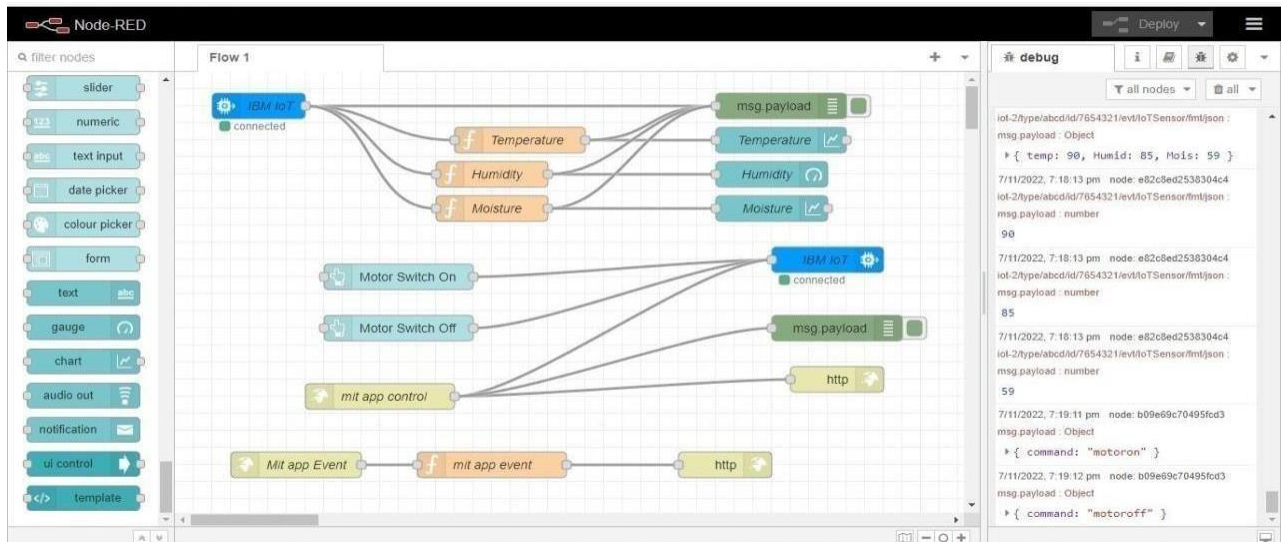 Node-RED
Deploy
filter nodes
slider
123
numeric
abc
text input
date picker
colour picker
form
text
abc
gauge
chart
audio out
notification
ui control
</>
template
Flow 1
IBM IoT
connected
f
Temperature
f
Humidity
f
Moisture
msg.payload
Temperature
Humidity
Moisture
Motor Switch On
Motor Switch Off
IBM IoT
connected
msg.payload
mit app control
http
Mit app Event
f
mit app event
http
debug
i
all nodes
all
iot-2/type/abcd/id/7654321/evt/IoTSensor/fmt/json :
msg.payload : Object
{ temp: 90, Humid: 85, Mois: 59 }
7/11/2022, 7:18:13 pm node: e82c8ed2538304c4
iot-2/type/abcd/id/7654321/evt/IoTSensor/fmt/json :
msg.payload : number
90
7/11/2022, 7:18:13 pm node: e82c8ed2538304c4
iot-2/type/abcd/id/7654321/evt/IoTSensor/fmt/json :
msg.payload : number
85
7/11/2022, 7:18:13 pm node: e82c8ed2538304c4
iot-2/type/abcd/id/7654321/evt/IoTSensor/fmt/json :
msg.payload : number
59
7/11/2022, 7:19:11 pm node: b09e69c70495fcd3
msg.payload : Object
{ command: "motoron" }
7/11/2022, 7:19:12 pm node: b09e69c70495fcd3
msg.payload : Object
{ command: "motoroff" }